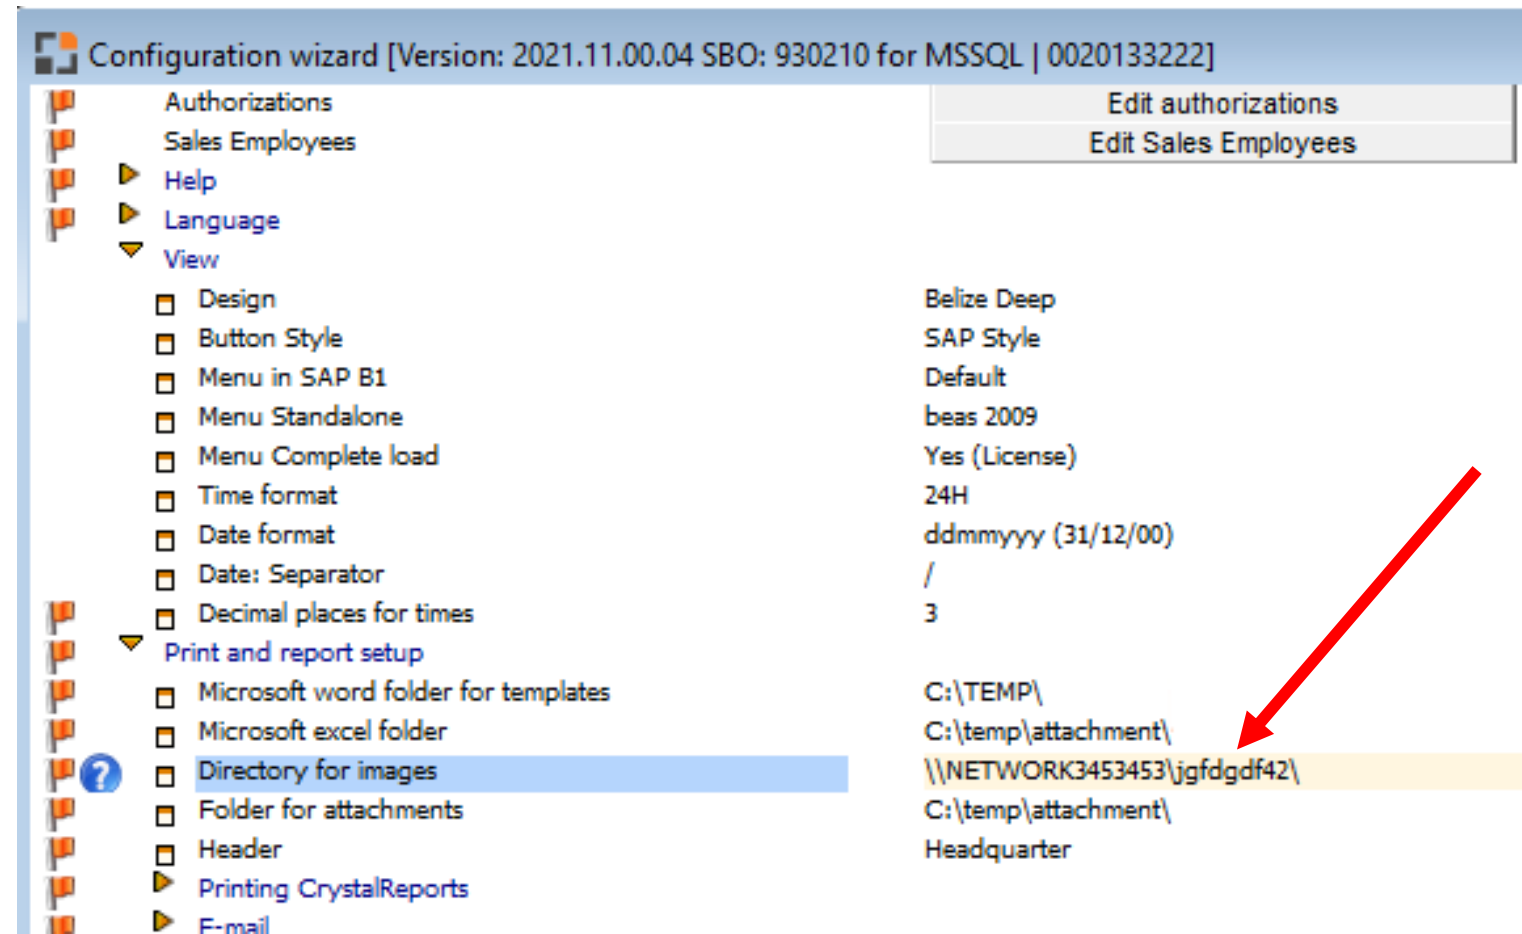 Configuration wizard [Version: 2021.11.00.04 SBO: 930210 for MSSQL | 0020133222]
Authorizations Edit authorizations
Sales Employees Edit Sales Employees
Help
Language
View
Design Belize Deep
Button Style SAP Style
Menu in SAP B1 Default
Menu Standalone beas 2009
Menu Complete load Yes (License)
Time format 24H
Date format ddmmyyy (31/12/00)
Date: Separator /
Decimal places for times 3
Print and report setup
Microsoft word folder for templates C:\TEMP\
Microsoft excel folder C:\temp\attachment\
? Directory for images \\NETWORK3453453\jgfdgdf42\
Folder for attachments C:\temp\attachment\
Header Headquarter
Printing CrystalReports
E-mail